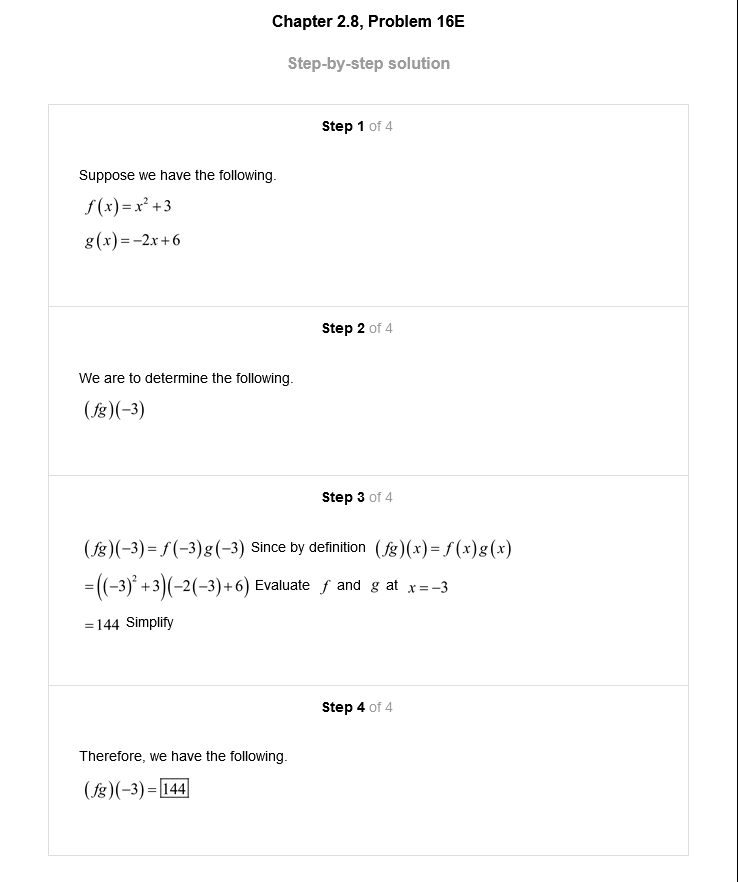 Chapter 2.8, Problem 16E
Step-by-step solution
Step 1 of 4
Suppose we have the following.
f(x)=x²+3
g(x)=−2x+6
Step 2 of 4
We are to determine the following.
(fg)(−3)
Step 3 of 4
(fg)(−3)=f(−3)g(−3) Since by definition (fg)(x)=f(x)g(x)
=((−3)²+3)(−2(−3)+6) Evaluate f and g at x=−3
=144 Simplify
Step 4 of 4
Therefore, we have the following.
(fg)(−3)=144